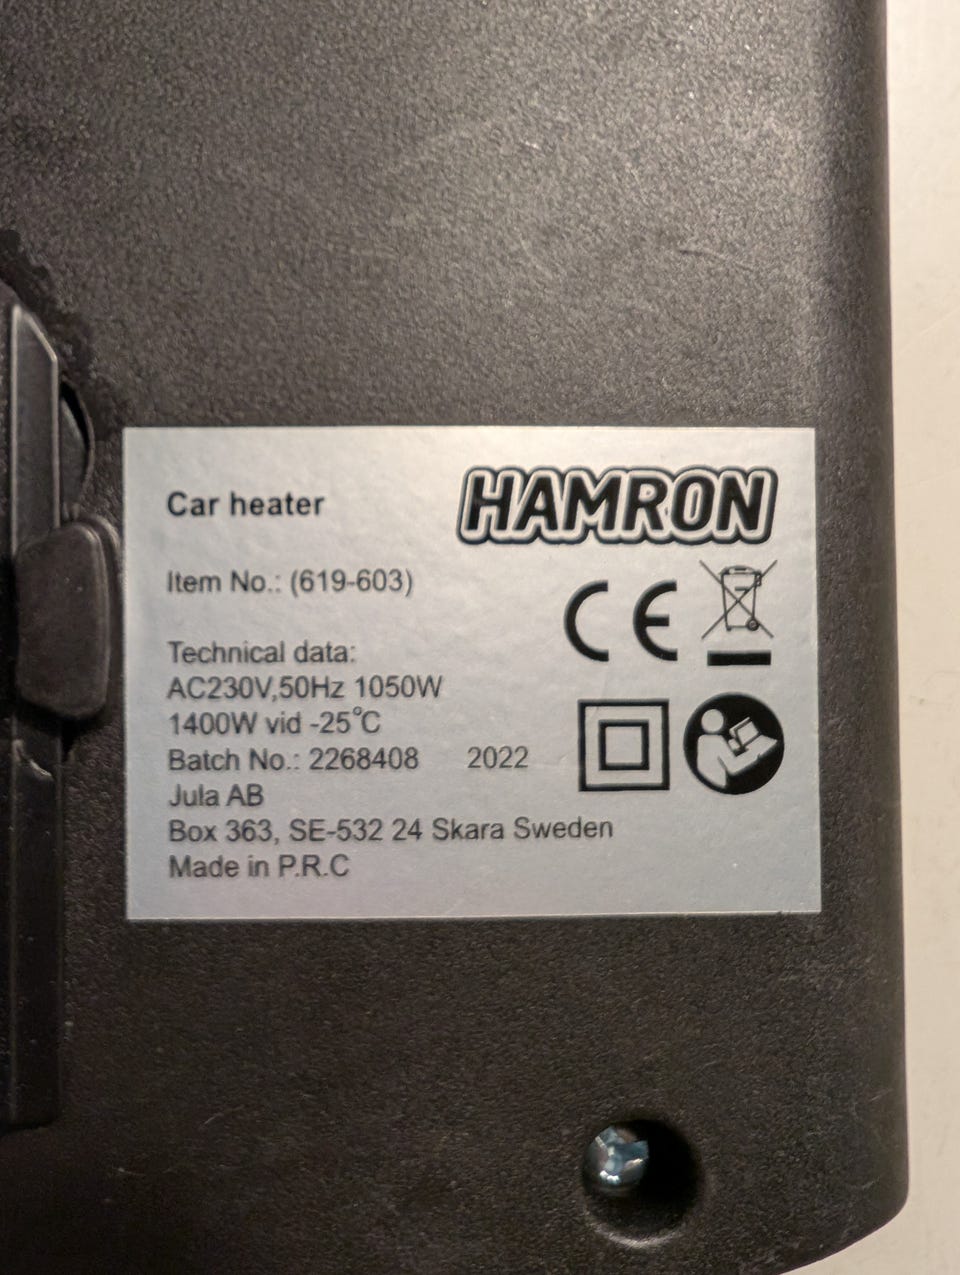 Car heater
HAMRON
Item No.: (619-603)
CE
Technical data:
AC230V,50Hz 1050W
1400W vid -25°C
Batch No.: 2268408 2022
Jula AB
Box 363, SE-532 24 Skara Sweden
Made in P.R.C